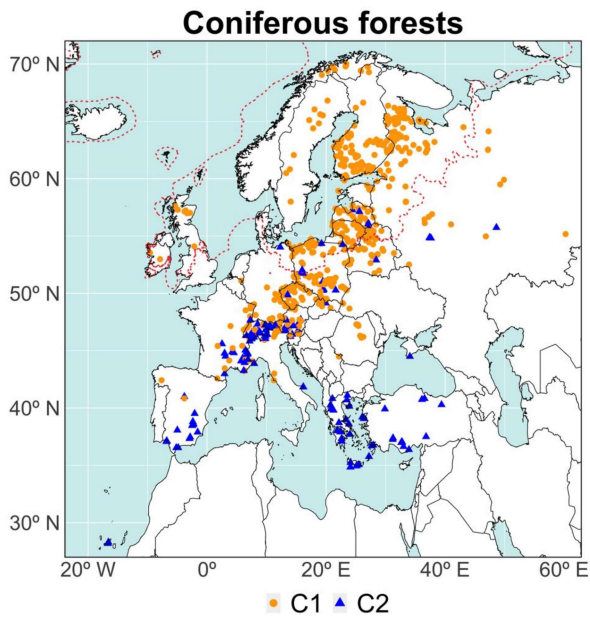 Coniferous forests
70º N
60º N
50º N
40º N
30º N
20º W 0º 20º E 40º E 60º E
C1 C2